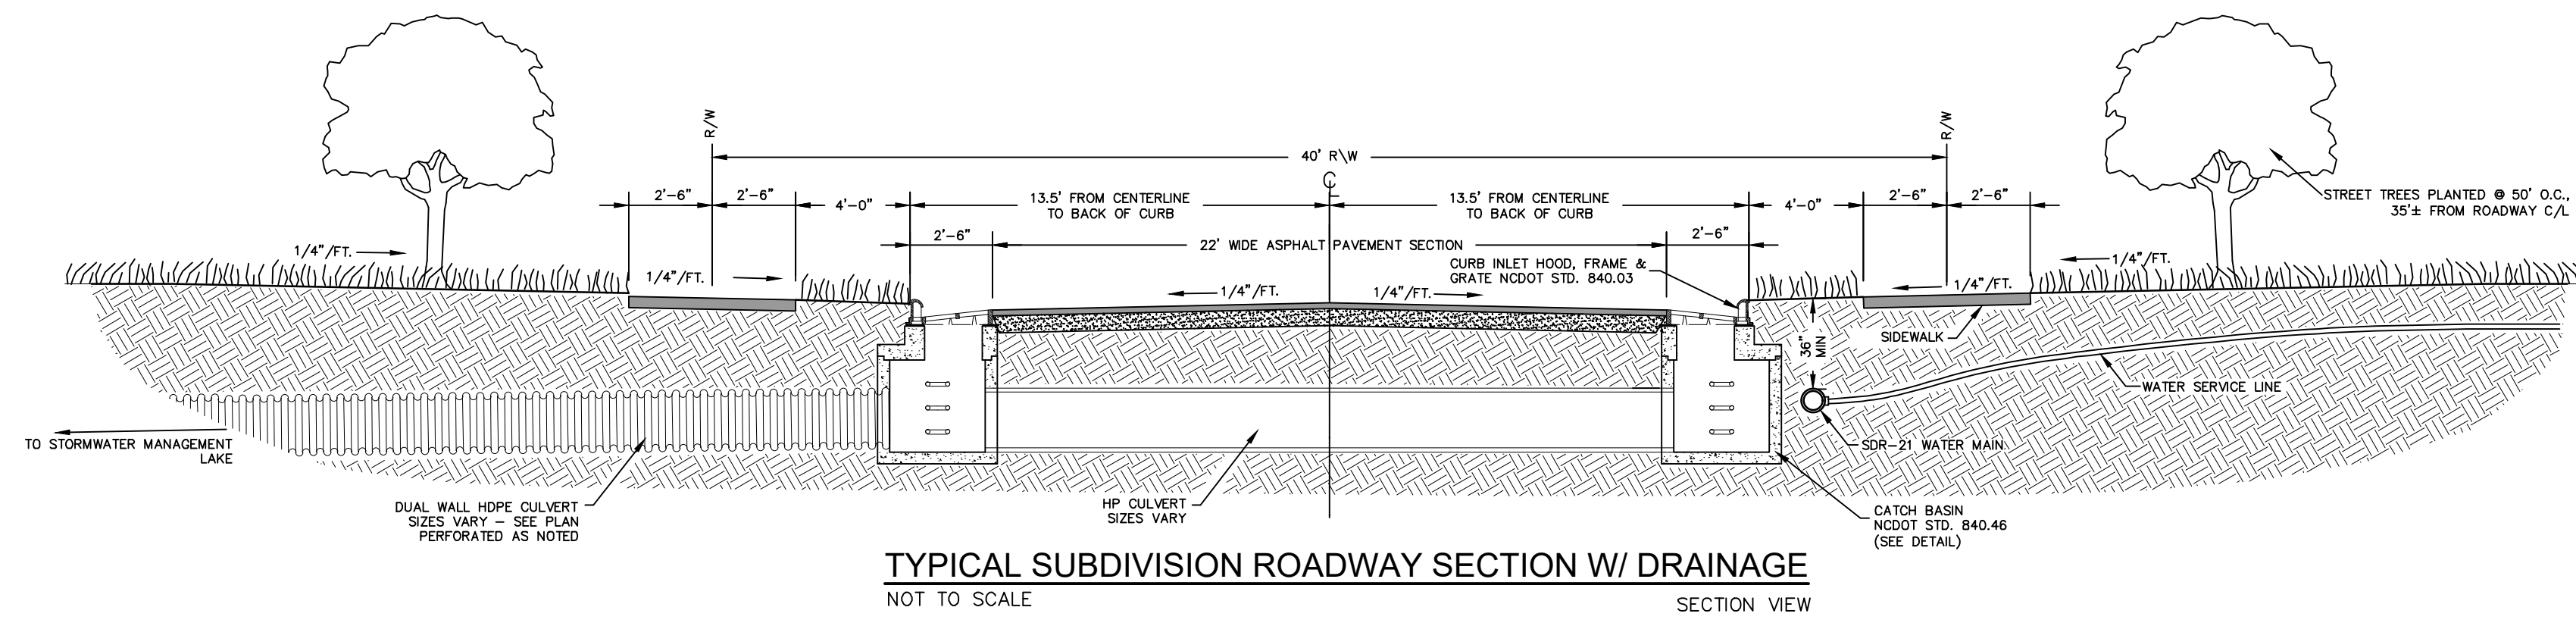 R/W
R/W
40' R\W
℄
2'-6"
2'-6"
4'-0"
13.5' FROM CENTERLINE
TO BACK OF CURB
13.5' FROM CENTERLINE
TO BACK OF CURB
4'-0"
2'-6"
2'-6"
STREET TREES PLANTED @ 50' O.C.,
35'± FROM ROADWAY C/L
2'-6"
22' WIDE ASPHALT PAVEMENT SECTION
2'-6"
1/4"/FT.
1/4"/FT.
1/4"/FT.
1/4"/FT.
CURB INLET HOOD, FRAME &
GRATE NCDOT STD. 840.03
1/4"/FT.
1/4"/FT.
36"
MIN
SIDEWALK
WATER SERVICE LINE
TO STORMWATER MANAGEMENT
LAKE
SDR-21 WATER MAIN
DUAL WALL HDPE CULVERT
SIZES VARY – SEE PLAN
PERFORATED AS NOTED
HP CULVERT
SIZES VARY
CATCH BASIN
NCDOT STD. 840.46
(SEE DETAIL)
TYPICAL SUBDIVISION ROADWAY SECTION W/ DRAINAGE
NOT TO SCALE
SECTION VIEW